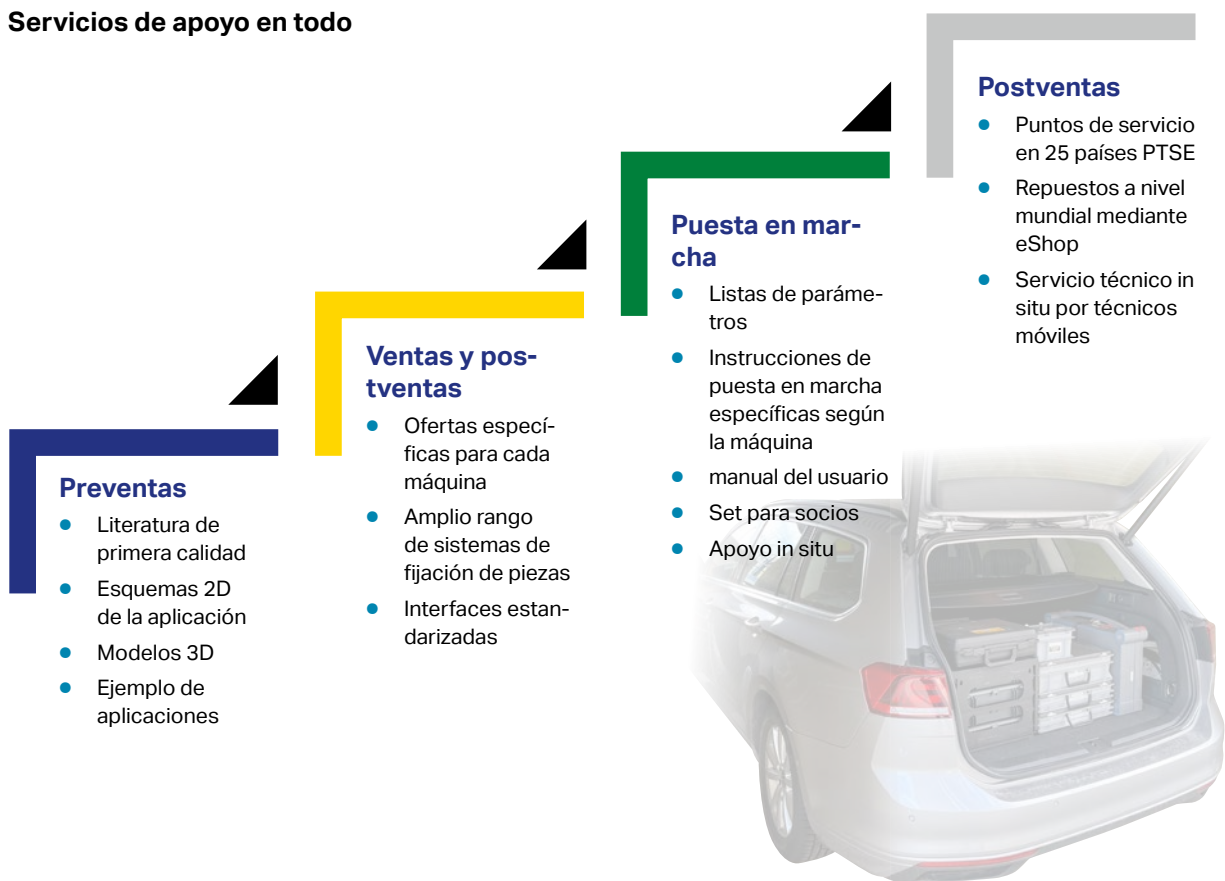 Servicios de apoyo en todo
Preventas
● Literatura de
primera calidad
● Esquemas 2D
de la aplicación
● Modelos 3D
● Ejemplo de
aplicaciones
Ventas y pos-
tventas
● Ofertas especí-
ficas para cada
máquina
● Amplio rango
de sistemas de
fijación de piezas
● Interfaces estan-
darizadas
Puesta en mar-
cha
● Listas de paráme-
tros
● Instrucciones de
puesta en marcha
específicas según
la máquina
● manual del usuario
● Set para socios
● Apoyo in situ
Postventas
● Puntos de servicio
en 25 países PTSE
● Repuestos a nivel
mundial mediante
eShop
● Servicio técnico in
situ por técnicos
móviles